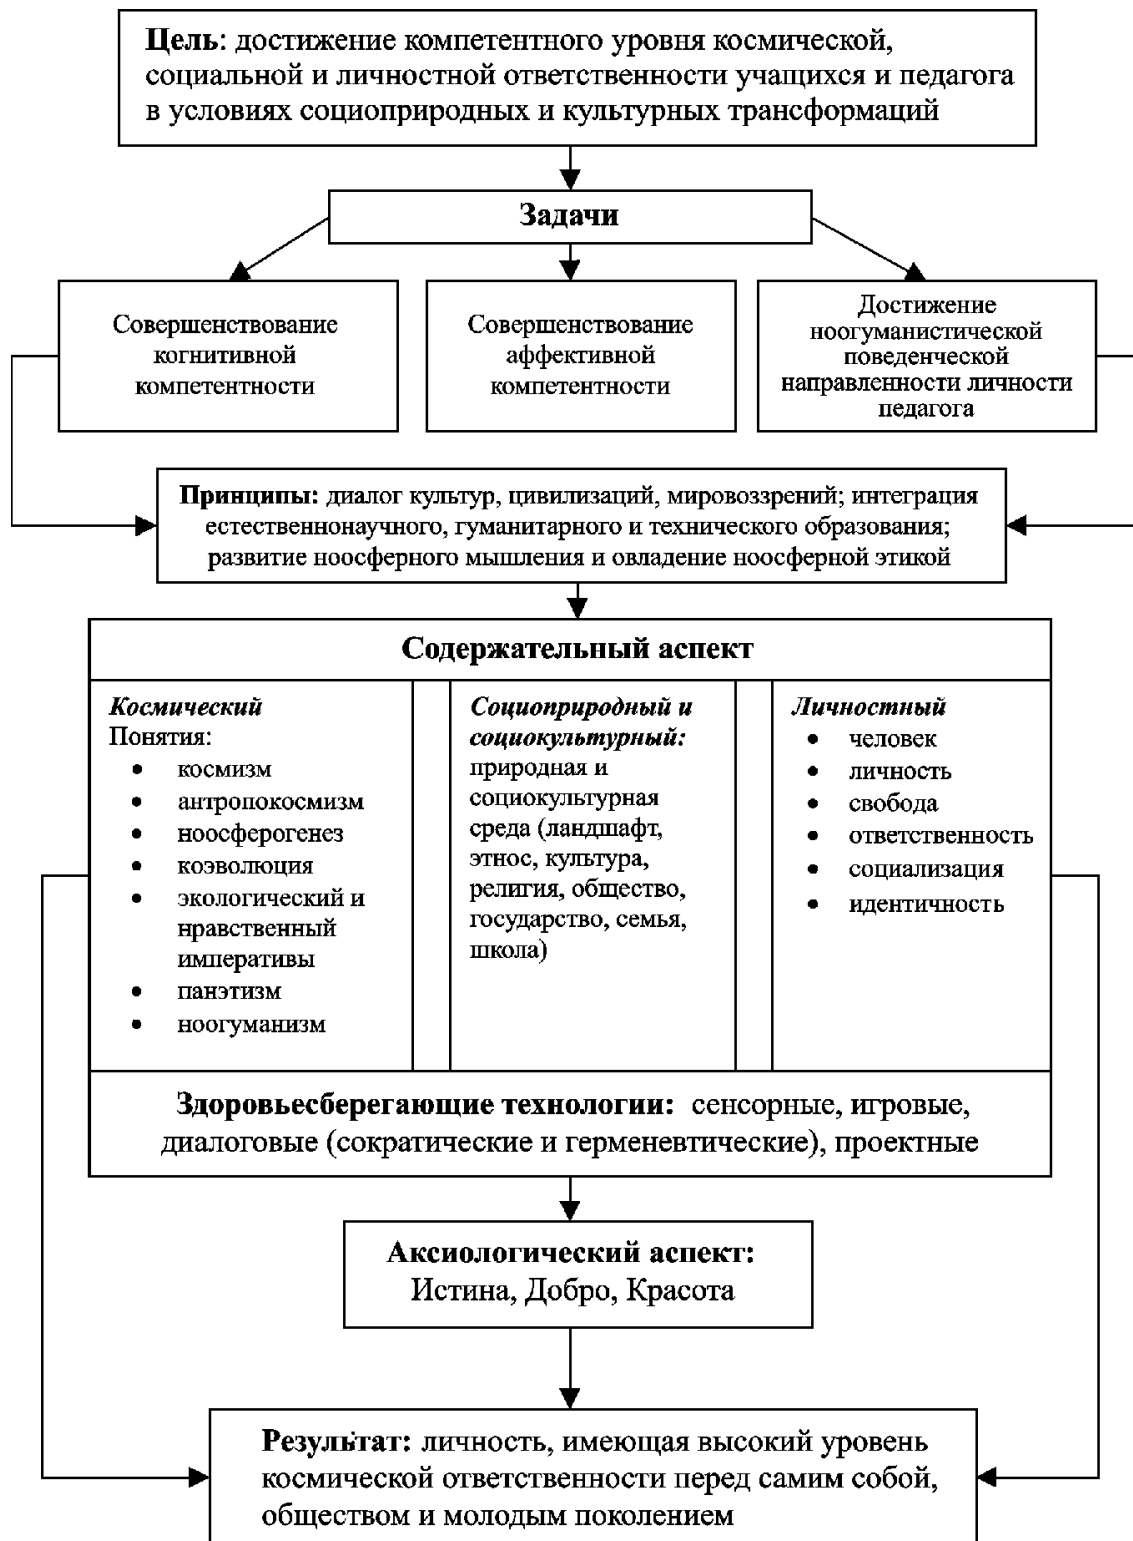 Цель: достижение компетентного уровня космической,
социальной и личностной ответственности учащихся и педагога
в условиях социоприродных и культурных трансформаций
Задачи
Совершенствование
когнитивной
компетентности
Совершенствование
аффективной
компетентности
Достижение
ноогуманистической
поведенческой
направленности личности
педагога
Принципы: диалог культур, цивилизаций, мировоззрений; интеграция
естественнонаучного, гуманитарного и технического образования;
развитие ноосферного мышления и овладение ноосферной этикой
Содержательный аспект
Космический
Понятия:
• космизм
• антропокосмизм
• ноосферогенез
• коэволюция
• экологический и
нравственный
императивы
• панэтизм
• ноогуманизм
Социоприродный и
социокультурный:
природная и
социокультурная
среда (ландшафт,
этнос, культура,
религия, общество,
государство, семья,
школа)
Личностный
• человек
• личность
• свобода
• ответственность
• социализация
• идентичность
Здоровьесберегающие технологии: сенсорные, игровые,
диалоговые (сократические и герменевтические), проектные
Аксиологический аспект:
Истина, Добро, Красота
Результат: личность, имеющая высокий уровень
космической ответственности перед самим собой,
обществом и молодым поколением